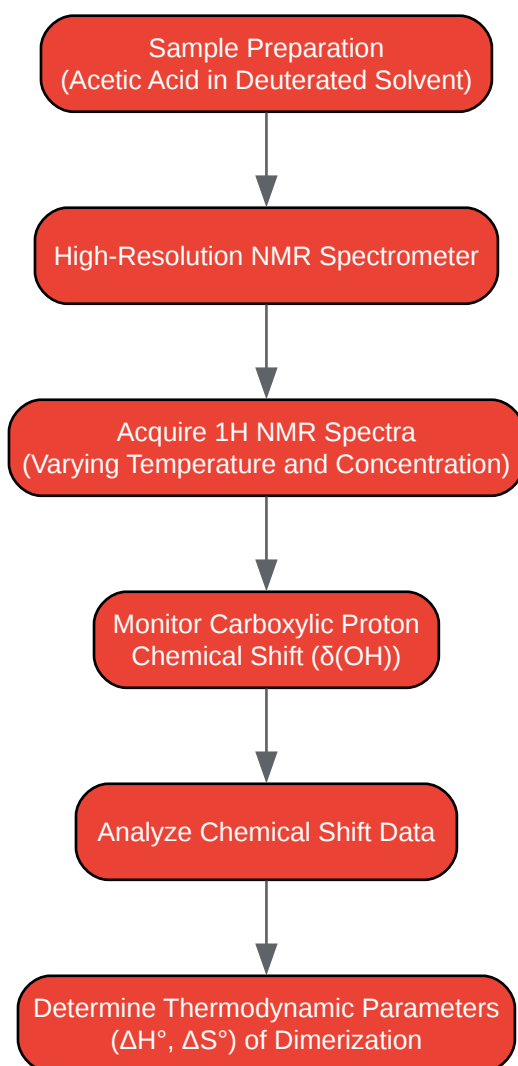 Sample Preparation
(Acetic Acid in Deuterated Solvent)
High-Resolution NMR Spectrometer
Acquire 1H NMR Spectra
(Varying Temperature and Concentration)
Monitor Carboxylic Proton
Chemical Shift (δ(OH))
Analyze Chemical Shift Data
Determine Thermodynamic Parameters
(ΔH°, ΔS°) of Dimerization